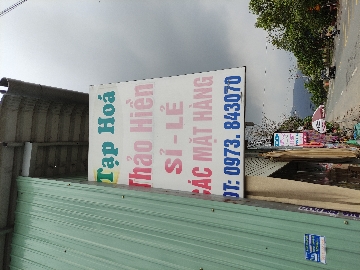 Tạp Hoá
Thảo Hiền
SỈ - LẺ
CÁC MẶT HÀNG
ĐT: 0973. 843070